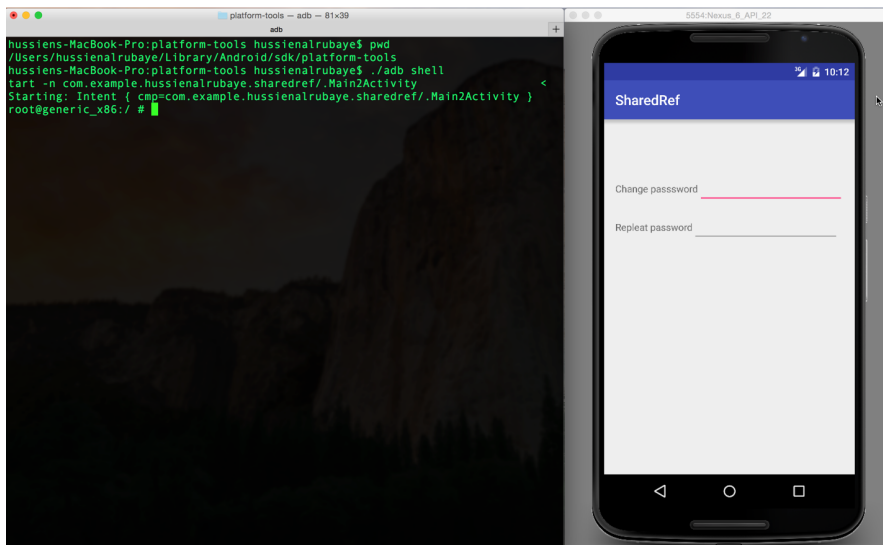 platform-tools — adb — 81×39
adb
+
hussiens-MacBook-Pro:platform-tools hussienalrubaye$ pwd
/Users/hussienalrubaye/Library/Android/sdk/platform-tools
hussiens-MacBook-Pro:platform-tools hussienalrubaye$ ./adb shell
tart -n com.example.hussienalrubaye.sharedref/.Main2Activity <
Starting: Intent { cmp=com.example.hussienalrubaye.sharedref/.Main2Activity }
root@generic_x86:/ #
5554:Nexus_6_API_22
3G 10:12
SharedRef
Change passsword
Repleat password